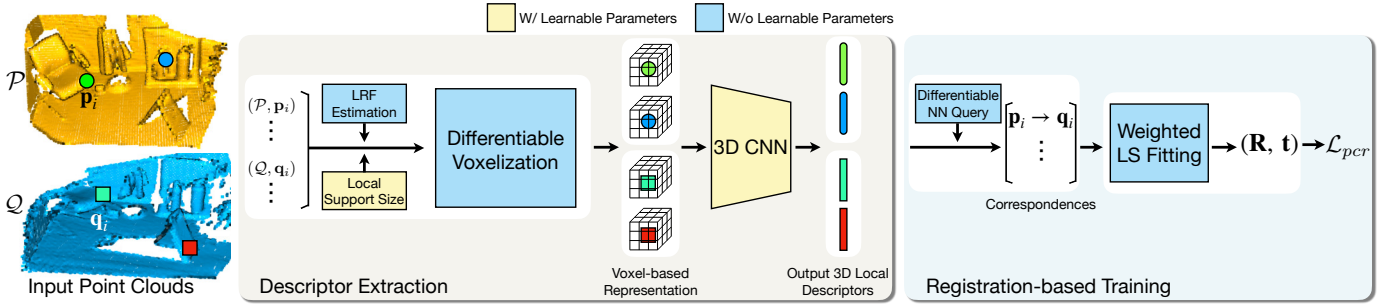 W/ Learnable Parameters
W/o Learnable Parameters
𝒫
p_i
𝒬
q_i
Input Point Clouds
(𝒫, p_i)
⋮
(𝒬, q_i)
⋮
LRF
Estimation
Local
Support Size
Differentiable
Voxelization
Voxel-based
Representation
3D CNN
Output 3D Local
Descriptors
Descriptor Extraction
Differentiable
NN Query
p_i → q_i
⋮
Correspondences
Weighted
LS Fitting
(R, t)
ℒ_pcr
Registration-based Training